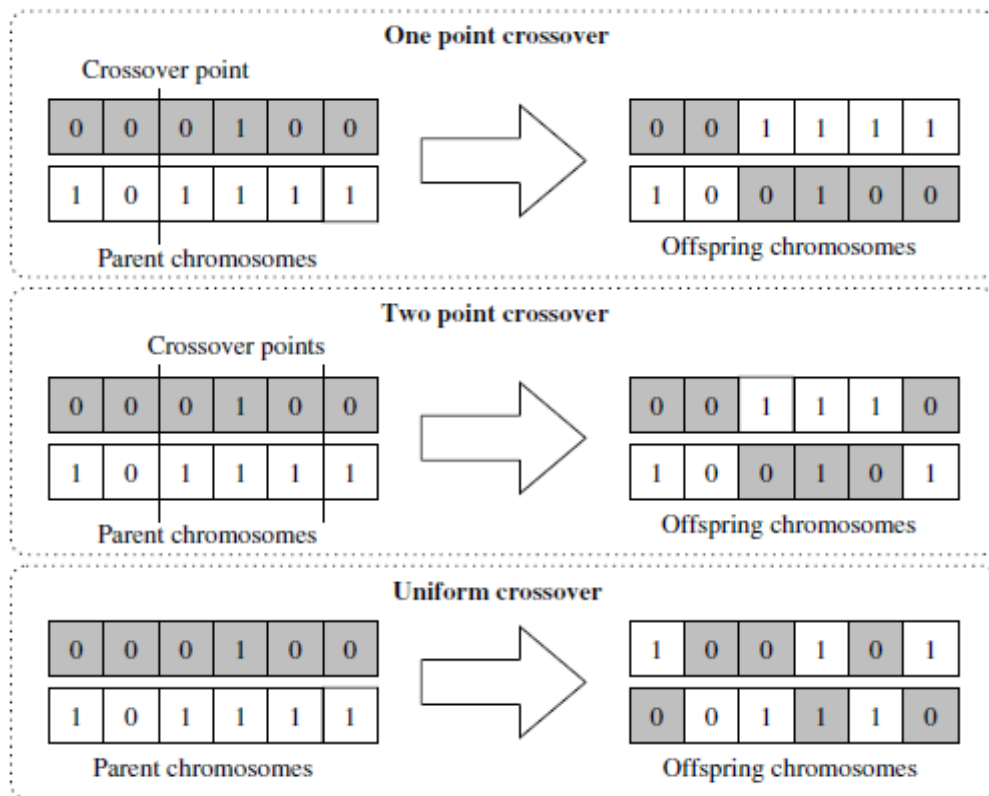 One point crossover
Crossover point
0 0 0 1 0 0
0 0 1 1 1 1
1 0 1 1 1 1
1 0 0 1 0 0
Parent chromosomes
Offspring chromosomes
Two point crossover
Crossover points
0 0 0 1 0 0
0 0 1 1 1 0
1 0 1 1 1 1
1 0 0 1 0 1
Parent chromosomes
Offspring chromosomes
Uniform crossover
0 0 0 1 0 0
1 0 0 1 0 1
1 0 1 1 1 1
0 0 1 1 1 0
Parent chromosomes
Offspring chromosomes